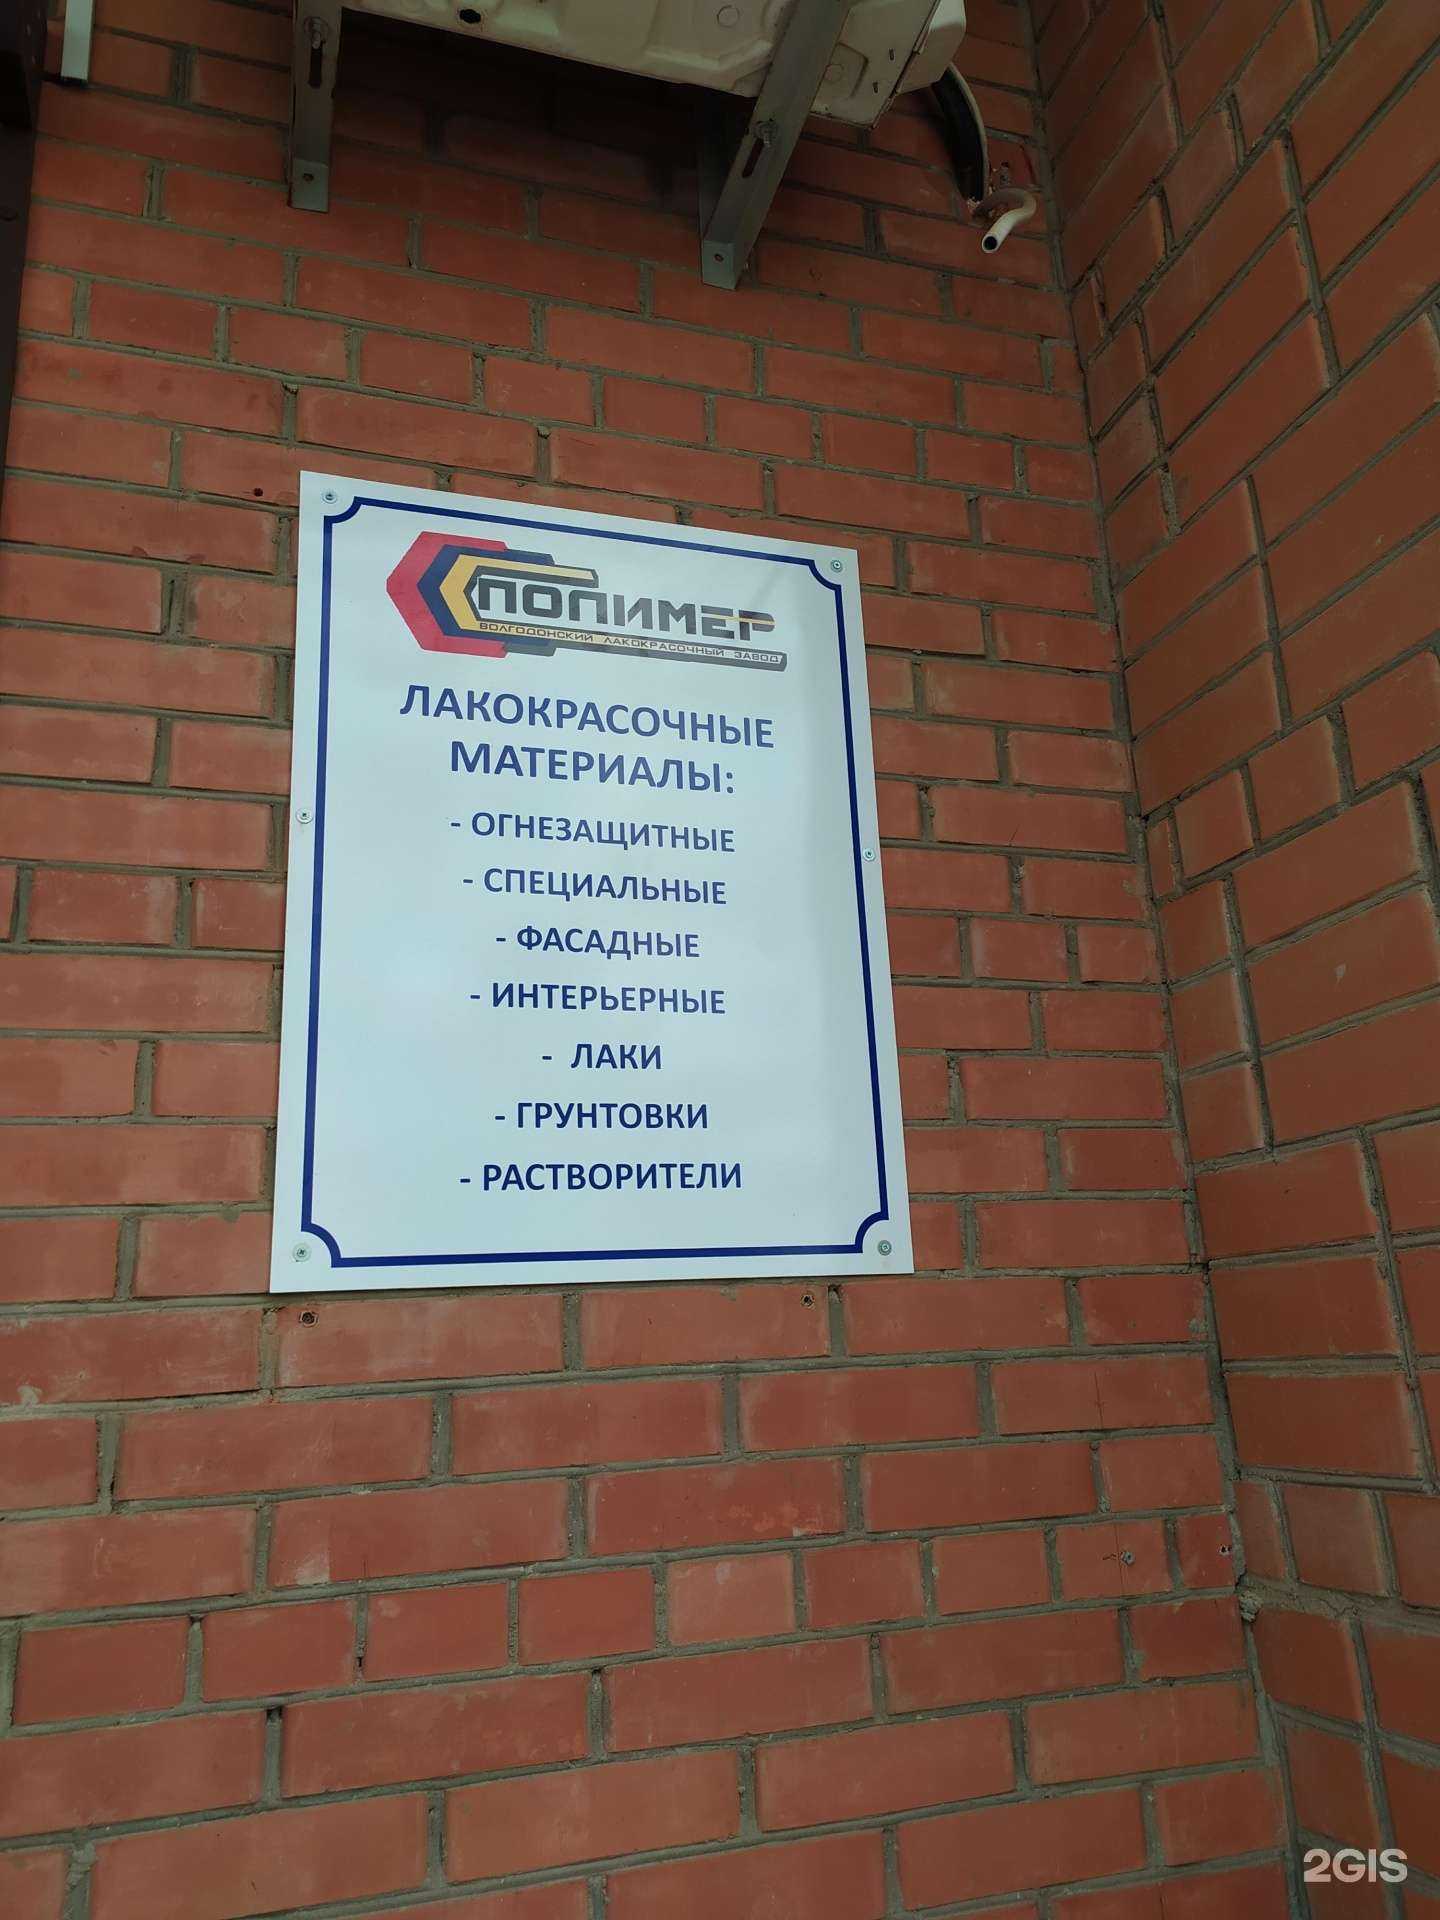 ПОЛИМЕР
ВОЛГОДОНСКИЙ ЛАКОКРАСОЧНЫЙ ЗАВОД
ЛАКОКРАСОЧНЫЕ
МАТЕРИАЛЫ:
- ОГНЕЗАЩИТНЫЕ
- СПЕЦИАЛЬНЫЕ
- ФАСАДНЫЕ
- ИНТЕРЬЕРНЫЕ
- ЛАКИ
- ГРУНТОВКИ
- РАСТВОРИТЕЛИ
2GIS